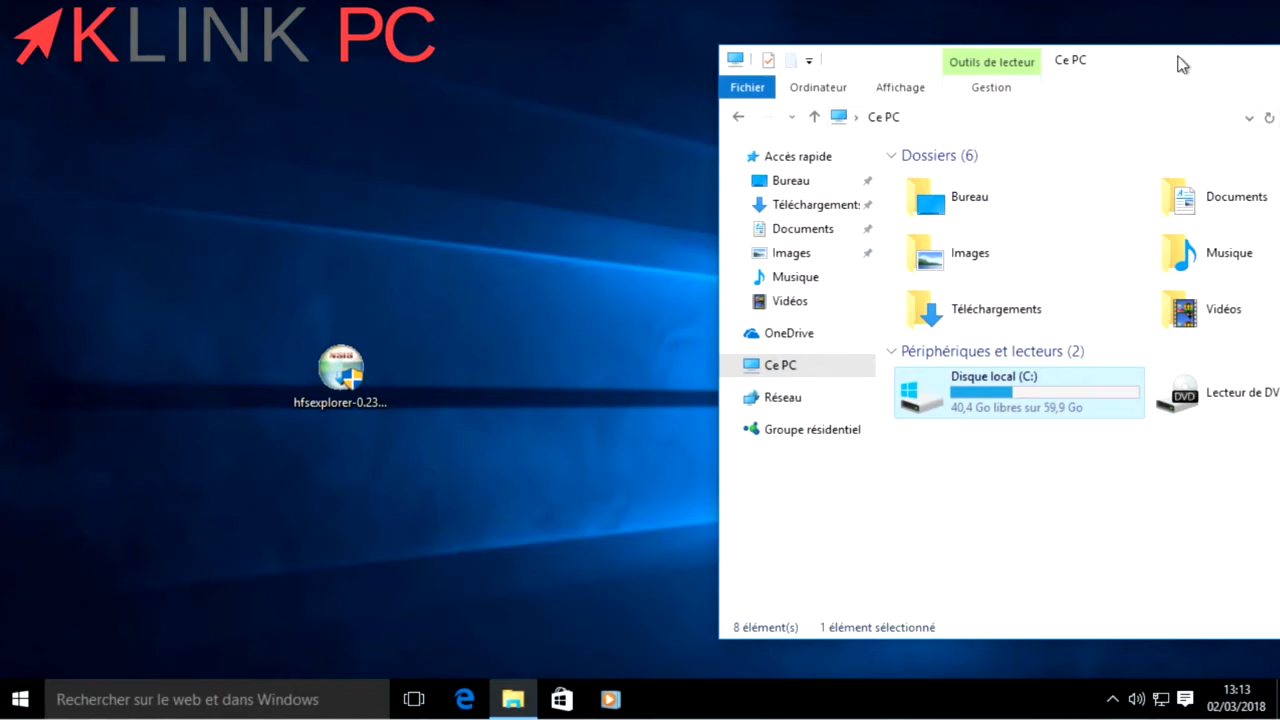 KLINK PC
Outils de lecteur
Ce PC
Fichier
Ordinateur
Affichage
Gestion
Ce PC
Accès rapide
Bureau
Téléchargements
Documents
Images
Musique
Vidéos
OneDrive
Ce PC
Réseau
Groupe résidentiel
Dossiers (6)
Bureau
Documents
Images
Musique
Téléchargements
Vidéos
Périphériques et lecteurs (2)
Disque local (C:)
40,4 Go libres sur 59,9 Go
DVD
Lecteur de DV
8 élément(s)
1 élément sélectionné
hfsexplorer-0.23...
Rechercher sur le web et dans Windows
13:13
02/03/2018